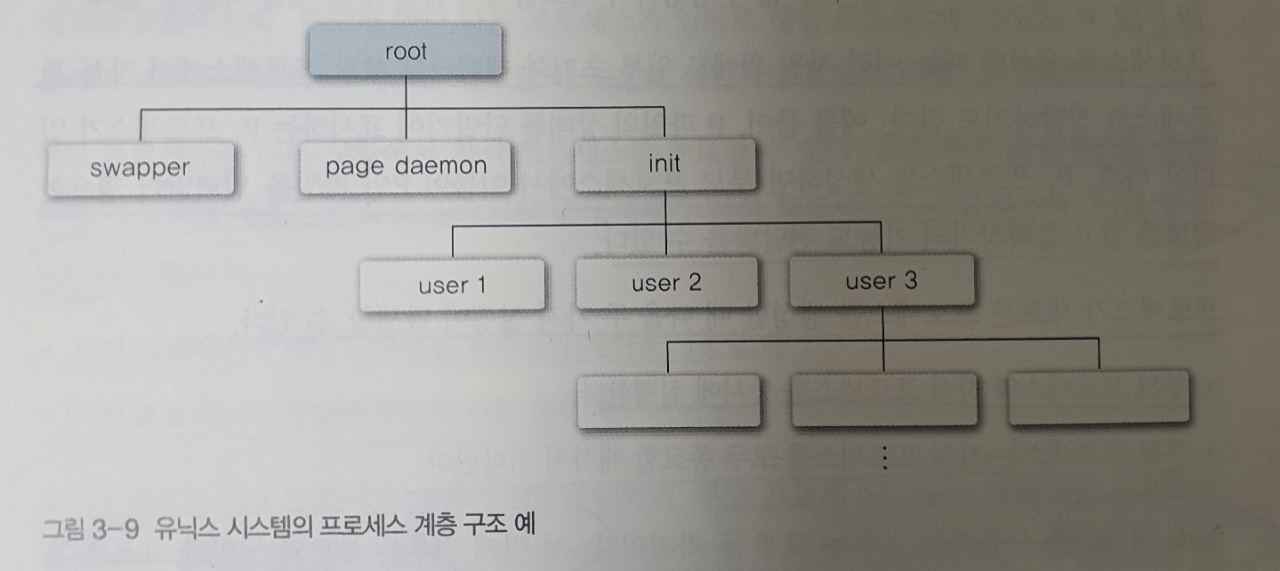 root
swapper
page daemon
init
user 1
user 2
user 3
⋮
그림 3-9 유닉스 시스템의 프로세스 계층 구조 예